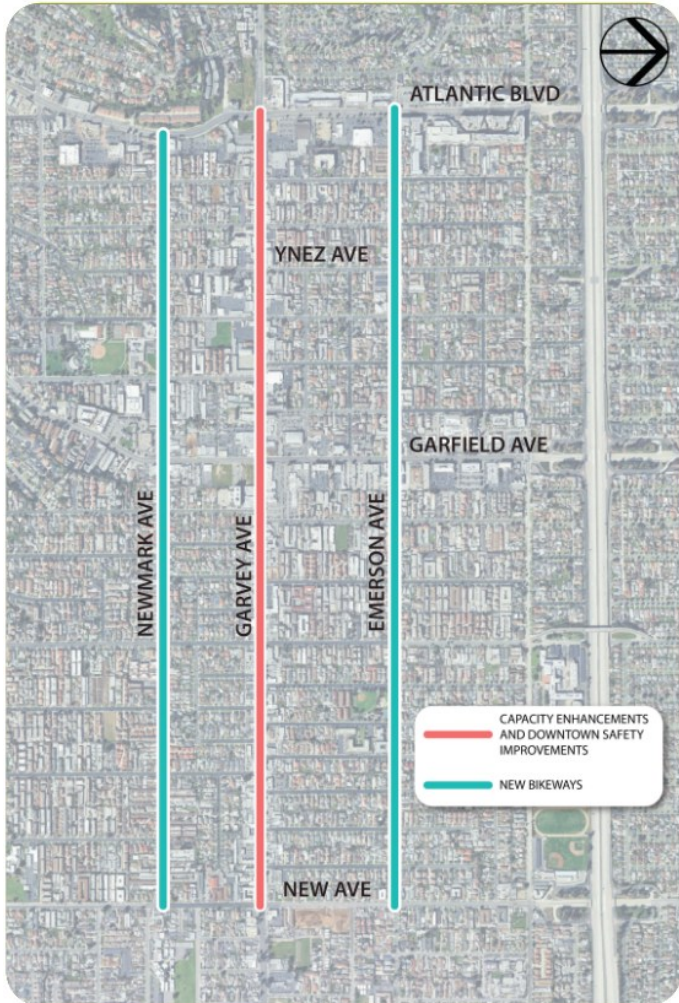 ATLANTIC BLVD
YNEZ AVE
GARFIELD AVE
NEWMARK AVE
GARVEY AVE
EMERSON AVE
CAPACITY ENHANCEMENTS
AND DOWNTOWN SAFETY
IMPROVEMENTS
NEW BIKEWAYS
NEW AVE